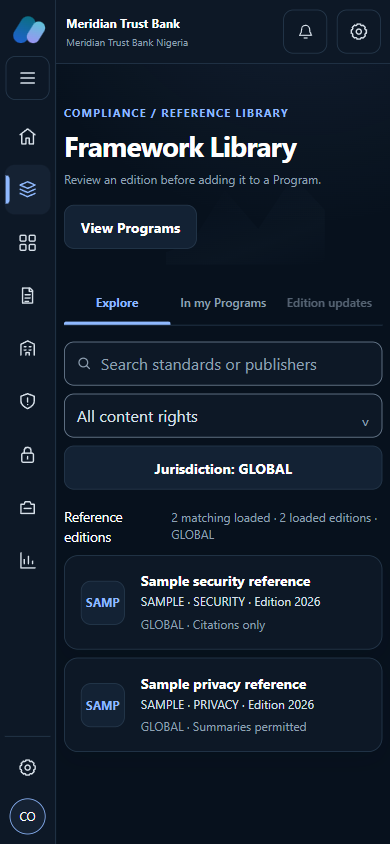 Meridian Trust Bank
Meridian Trust Bank Nigeria
COMPLIANCE / REFERENCE LIBRARY
Framework Library
Review an edition before adding it to a Program.
View Programs
Explore
In my Programs
Edition updates
Search standards or publishers
All content rights
v
Jurisdiction: GLOBAL
Reference editions
2 matching loaded · 2 loaded editions · GLOBAL
SAMP
Sample security reference
SAMPLE · SECURITY · Edition 2026
GLOBAL · Citations only
SAMP
Sample privacy reference
SAMPLE · PRIVACY · Edition 2026
GLOBAL · Summaries permitted
CO